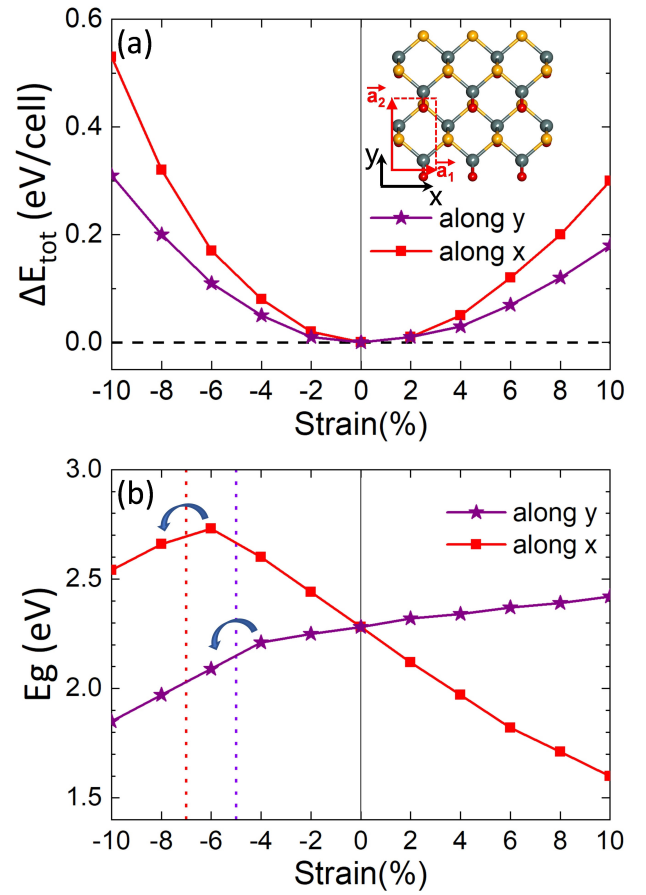 (a)
0.6
0.4
0.2
0.0
ΔE_tot (eV/cell)
a₂
a₁
y
x
along y
along x
-10 -8 -6 -4 -2 0 2 4 6 8 10
Strain(%)
(b)
3.0
2.5
2.0
1.5
Eg (eV)
along y
along x
-10 -8 -6 -4 -2 0 2 4 6 8 10
Strain(%)